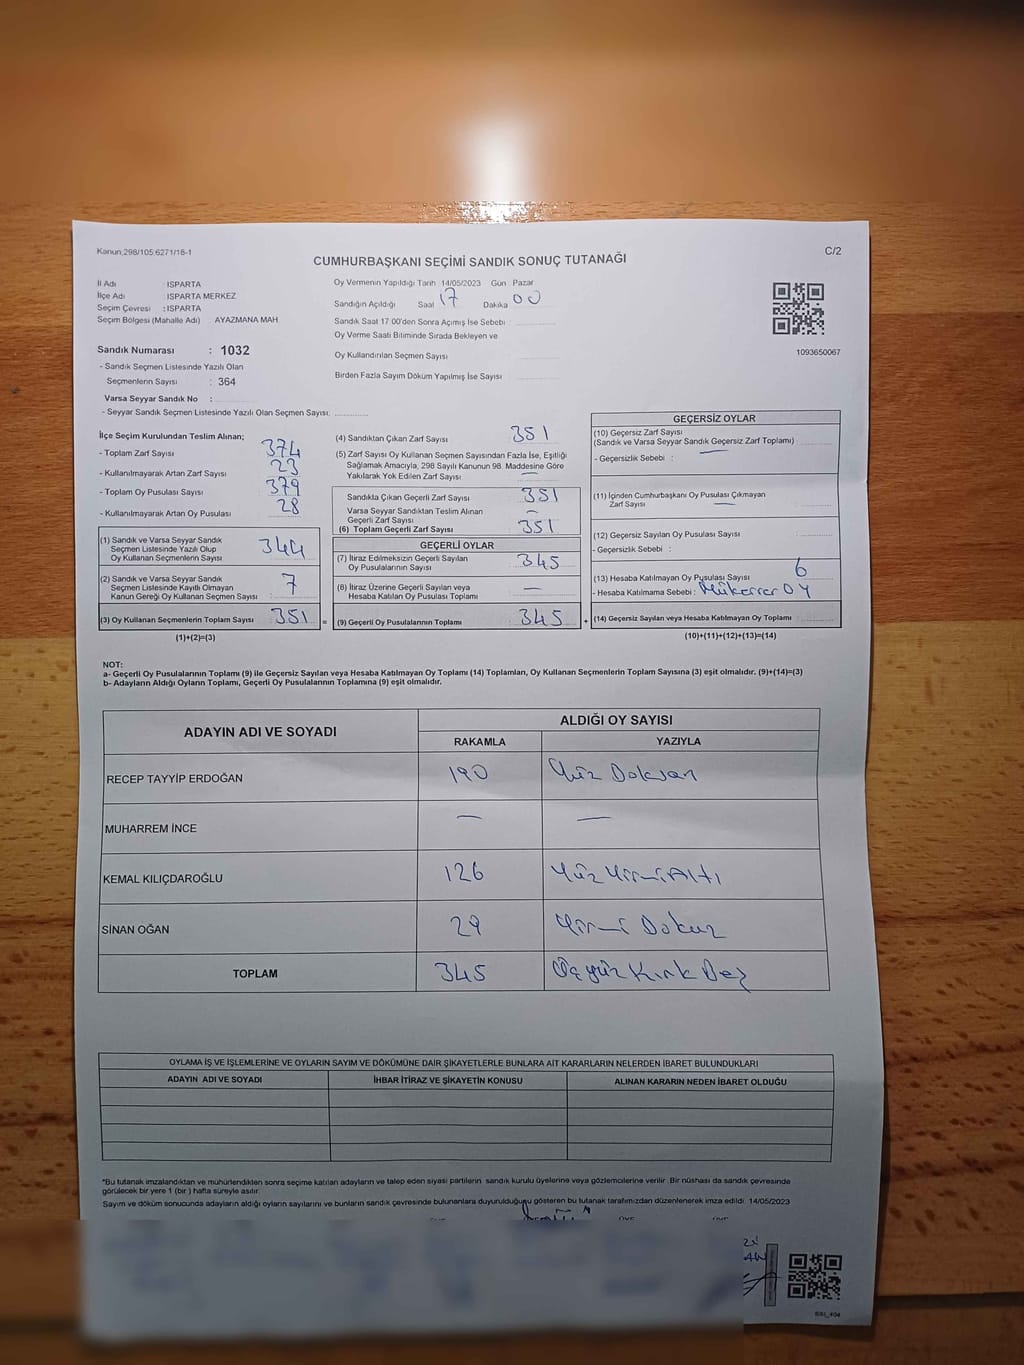 Kanun,298/105;6271/18-1
C/2
CUMHURBAŞKANI SEÇİMİ SANDIK SONUÇ TUTANAĞI
İl Adı : ISPARTA
İlçe Adı : ISPARTA MERKEZ
Seçim Çevresi : ISPARTA
Seçim Bölgesi (Mahalle Adı) : AYAZMANA MAH
Sandık Numarası : 1032
- Sandık Seçmen Listesinde Yazılı Olan
Seçmenlerin Sayısı : 364
Varsa Seyyar Sandık No :
- Seyyar Sandık Seçmen Listesinde Yazılı Olan Seçmen Sayısı:
Oy Vermenin Yapıldığı Tarih 14/05/2023 Gün Pazar
Sandığın Açıldığı Saat 17 Dakika 00
Sandık Saat 17 00'den Sonra Açımış İse Sebebi
Oy Verme Saati Bitiminde Sırada Bekleyen ve
Oy Kullandırılan Seçmen Sayısı
Birden Fazla Sayım Döküm Yapılmış İse Sayısı
1093650067
İlçe Seçim Kurulundan Teslim Alınan;
- Toplam Zarf Sayısı 374
- Kullanılmayarak Artan Zarf Sayısı 23
- Toplam Oy Pusulası Sayısı 379
- Kullanılmayarak Artan Oy Pusulası 28
(1) Sandık ve Varsa Seyyar Sandık
Seçmen Listesinde Yazılı Olup
Oy Kullanan Seçmenlerin Sayısı 344
(2) Sandık ve Varsa Seyyar Sandık
Seçmen Listesinde Kayıtlı Olmayan
Kanun Gereği Oy Kullanan Seçmen Sayısı : 7
(3) Oy Kullanan Seçmenlerin Toplam Sayısı : 351 =
(1)+(2)=(3)
(4) Sandıktan Çıkan Zarf Sayısı 351
(5) Zarf Sayısı Oy Kullanan Seçmen Sayısından Fazla İse, Eşitliği
Sağlamak Amacıyla, 298 Sayılı Kanunun 98. Maddesine Göre
Yakılarak Yok Edilen Zarf Sayısı —
Sandıkta Çıkan Geçerli Zarf Sayısı 351
Varsa Seyyar Sandıktan Teslim Alınan
Geçerli Zarf Sayısı —
(6) Toplam Geçerli Zarf Sayısı 351
GEÇERLİ OYLAR
(7) İtiraz Edilmeksizin Geçerli Sayılan
Oy Pusulalarının Sayısı 345
(8) İtiraz Üzerine Geçerli Sayılan veya
Hesaba Katılan Oy Pusulası Toplamı —
(9) Geçerli Oy Pusulalarının Toplamı 345 +
GEÇERSİZ OYLAR
(10) Geçersiz Zarf Sayısı
(Sandık ve Varsa Seyyar Sandık Geçersiz Zarf Toplamı) —
- Geçersizlik Sebebi :
(11) İçinden Cumhurbaşkanı Oy Pusulası Çıkmayan
Zarf Sayısı —
(12) Geçersiz Sayılan Oy Pusulası Sayısı :
- Geçersizlik Sebebi :
(13) Hesaba Katılmayan Oy Pusulası Sayısı 6
- Hesaba Katılmama Sebebi : Mükerrer OY
(14) Geçersiz Sayılan veya Hesaba Katılmayan Oy Toplamı :
(10)+(11)+(12)+(13)=(14)
NOT:
a- Geçerli Oy Pusulalarının Toplamı (9) ile Geçersiz Sayılan veya Hesaba Katılmayan Oy Toplamı (14) Toplamları, Oy Kullanan Seçmenlerin Toplam Sayısına (3) eşit olmalıdır. (9)+(14)=(3)
b- Adayların Aldığı Oyların Toplamı, Geçerli Oy Pusulalarının Toplamına (9) eşit olmalıdır.
ADAYIN ADI VE SOYADI
ALDIĞI OY SAYISI
RAKAMLA YAZIYLA
RECEP TAYYİP ERDOĞAN 190 Yüz Doksan
MUHARREM İNCE — —
KEMAL KILIÇDAROĞLU 126 Yüz Yirmi Altı
SİNAN OĞAN 29 Yirmi Dokuz
TOPLAM 345 Üçyüz Kırk Beş
OYLAMA İŞ VE İŞLEMLERİNE VE OYLARIN SAYIM VE DÖKÜMÜNE DAİR ŞİKAYETLERLE BUNLARA AİT KARARLARIN NELERDEN İBARET BULUNDUKLARI
ADAYIN ADI VE SOYADI İHBAR İTİRAZ VE ŞİKAYETİN KONUSU ALINAN KARARIN NEDEN İBARET OLDUĞU
*Bu tutanak imzalandıktan ve mühürlendikten sonra seçime katılan adayların ve talep eden siyasi partilerin sandık kurulu üyelerine veya gözlemcilerine verilir. Bir nüshası da sandık çevresinde
görülecek bir yere 1 (bir ) hafta süreyle asılır.
Sayım ve döküm sonucunda adayların aldığı oyların sayılarını ve bunların sandık çevresinde bulunanlara duyurulduğunu gösteren bu tutanak tarafımızdan düzenlenerek imza edildi. 14/05/2023